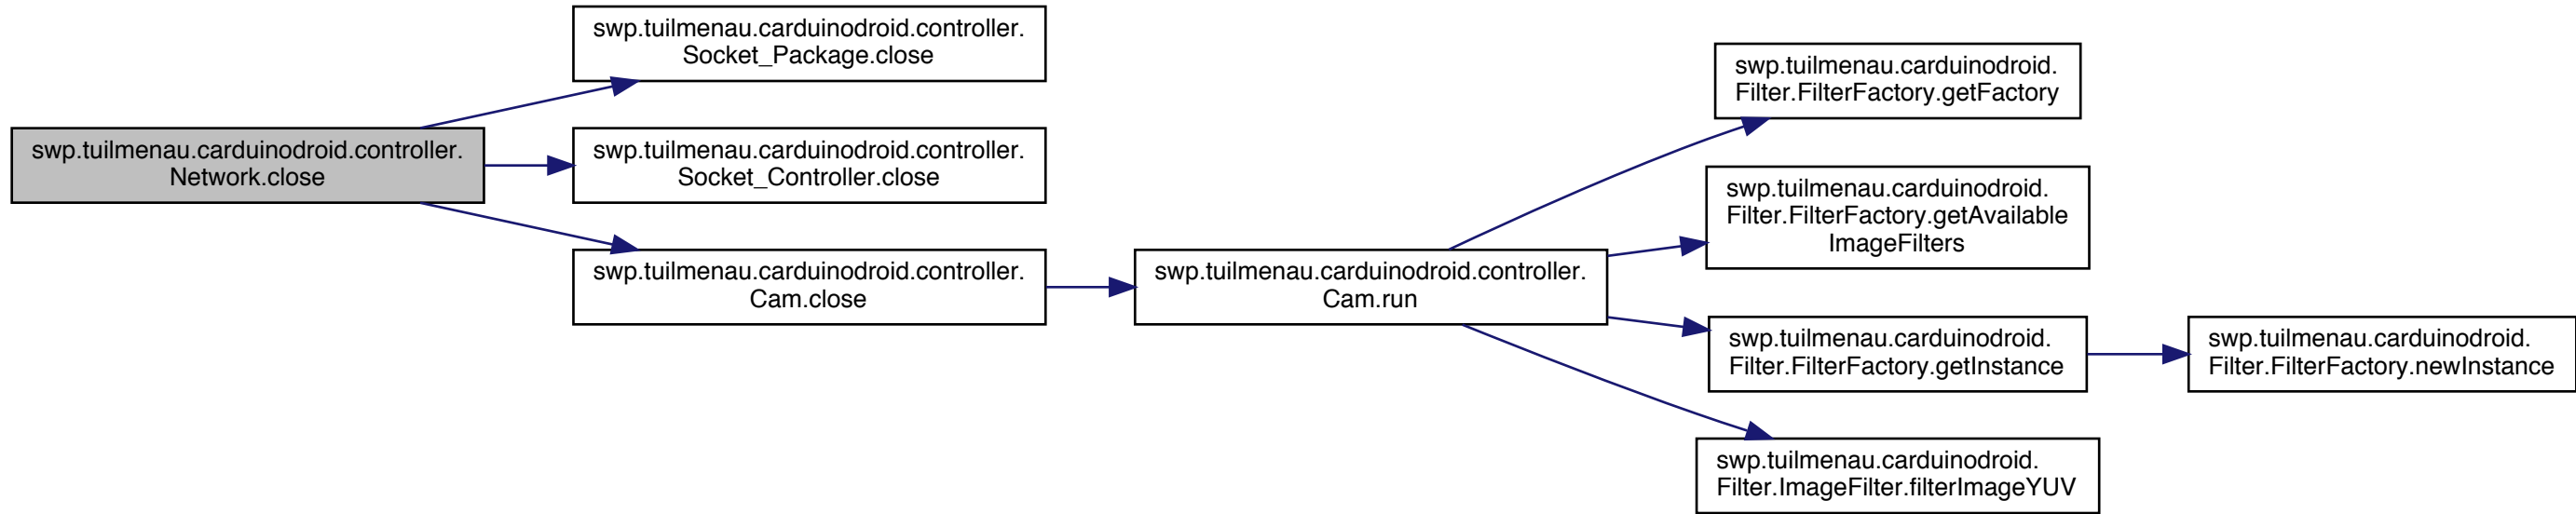 swp.tuilmenau.carduinodroid.controller.
Network.close
swp.tuilmenau.carduinodroid.controller.
Socket_Package.close
swp.tuilmenau.carduinodroid.controller.
Socket_Controller.close
swp.tuilmenau.carduinodroid.controller.
Cam.close
swp.tuilmenau.carduinodroid.controller.
Cam.run
swp.tuilmenau.carduinodroid.
Filter.FilterFactory.getFactory
swp.tuilmenau.carduinodroid.
Filter.FilterFactory.getAvailable
ImageFilters
swp.tuilmenau.carduinodroid.
Filter.FilterFactory.getInstance
swp.tuilmenau.carduinodroid.
Filter.ImageFilter.filterImageYUV
swp.tuilmenau.carduinodroid.
Filter.FilterFactory.newInstance